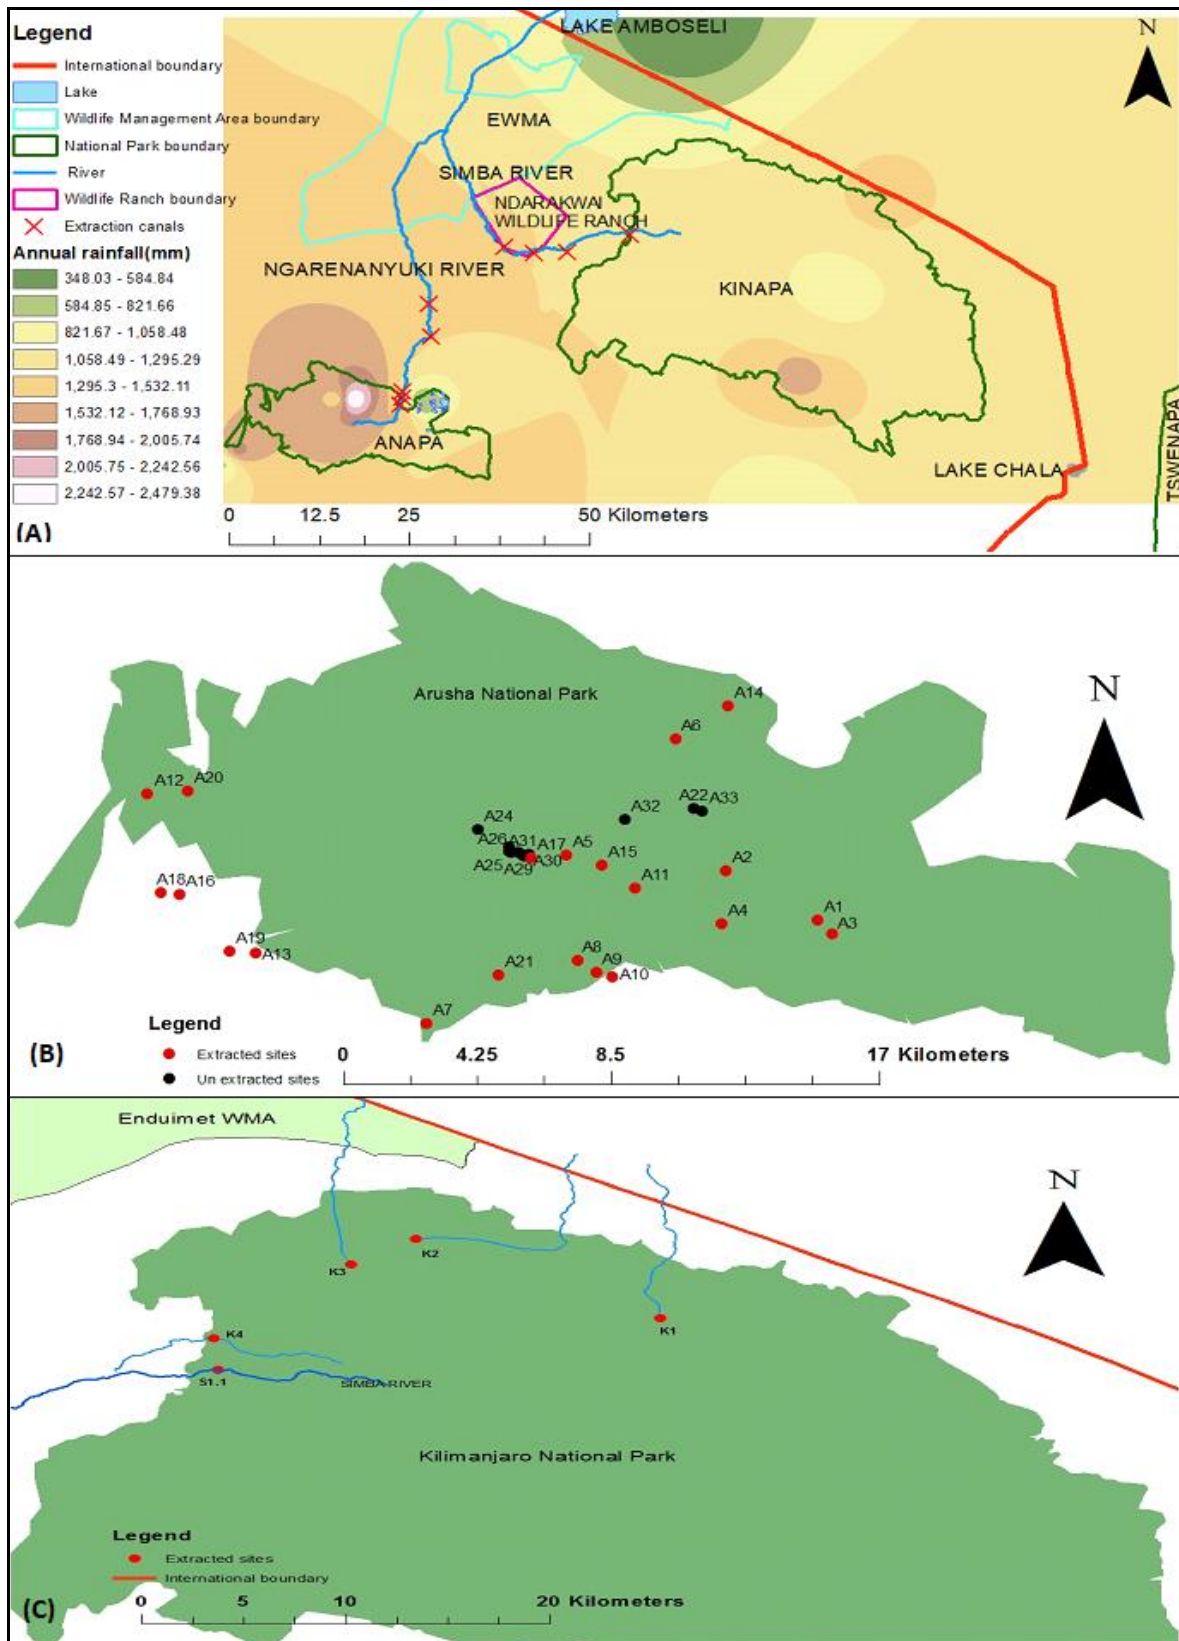 Legend
International boundary
Lake
Wildlife Management Area boundary
National Park boundary
River
Wildlife Ranch boundary
Extraction canals
Annual rainfall(mm)
348.03 - 584.84
584.85 - 821.66
821.67 - 1,058.48
1,058.49 - 1,295.29
1,295.3 - 1,532.11
1,532.12 - 1,768.93
1,768.94 - 2,005.74
2,005.75 - 2,242.56
2,242.57 - 2,479.38
(A)
LAKE AMBOSELI
N
EWMA
SIMBA RIVER
NDARAKWAI
WILDLIFE RANCH
NGARENANYUKI RIVER
KINAPA
ANAPA
LAKE CHALA
TSWENAPA
0 12.5 25 50 Kilometers
Arusha National Park
N
A14
A6
A12
A20
A24
A32
A22
A33
A26
A31
A17
A5
A25
A29
A30
A15
A2
A11
A18
A16
A4
A1
A3
A19
A13
A8
A9
A10
A21
A7
Legend
Extracted sites
Un extracted sites
(B)
0 4.25 8.5 17 Kilometers
Enduimet WMA
N
K2
K3
K1
K4
S1.1
SIMBA RIVER
Kilimanjaro National Park
Legend
Extracted sites
International boundary
(C)
0 5 10 20 Kilometers